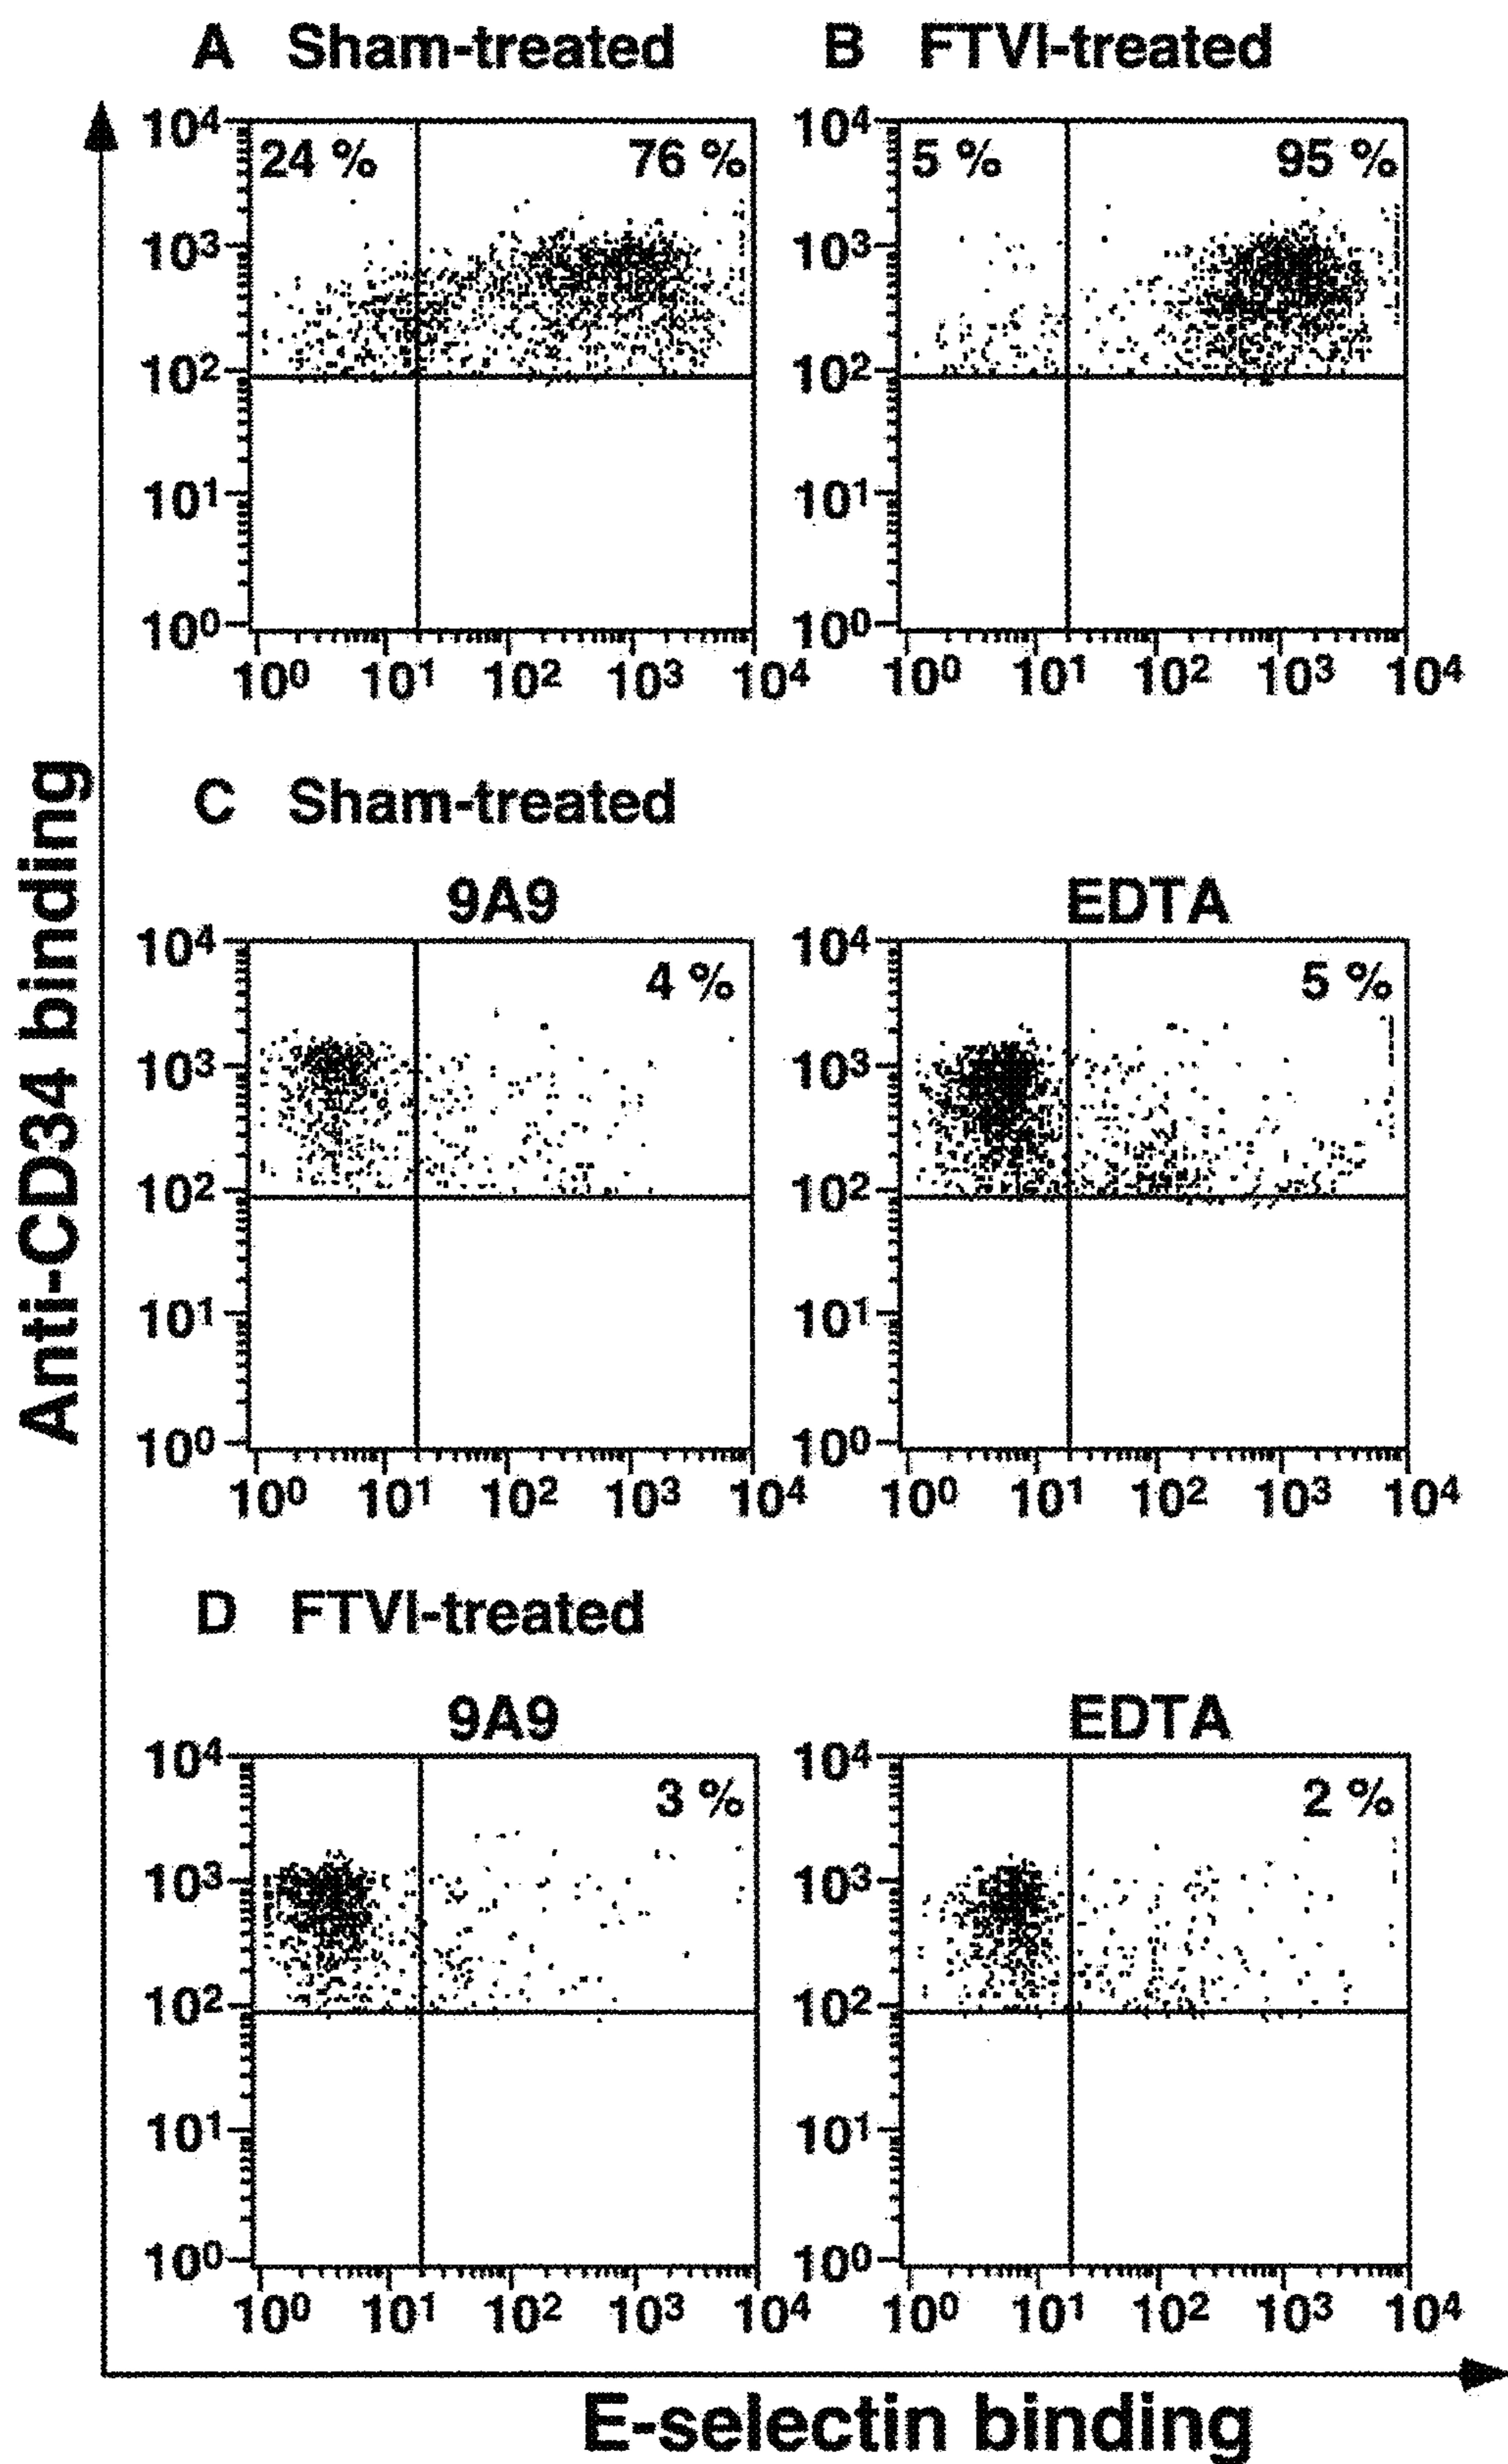 A Sham-treated
B FTVI-treated
10⁴
24 %
76 %
10³
10²
10¹
10⁰
10⁰ 10¹ 10² 10³ 10⁴
10⁴
5 %
95 %
10³
10²
10¹
10⁰
10⁰ 10¹ 10² 10³ 10⁴
Anti-CD34 binding
C Sham-treated
9A9
10⁴
4 %
10³
10²
10¹
10⁰
10⁰ 10¹ 10² 10³ 10⁴
EDTA
10⁴
5 %
10³
10²
10¹
10⁰
10⁰ 10¹ 10² 10³ 10⁴
D FTVI-treated
9A9
10⁴
3 %
10³
10²
10¹
10⁰
10⁰ 10¹ 10² 10³ 10⁴
EDTA
10⁴
2 %
10³
10²
10¹
10⁰
10⁰ 10¹ 10² 10³ 10⁴
E-selectin binding